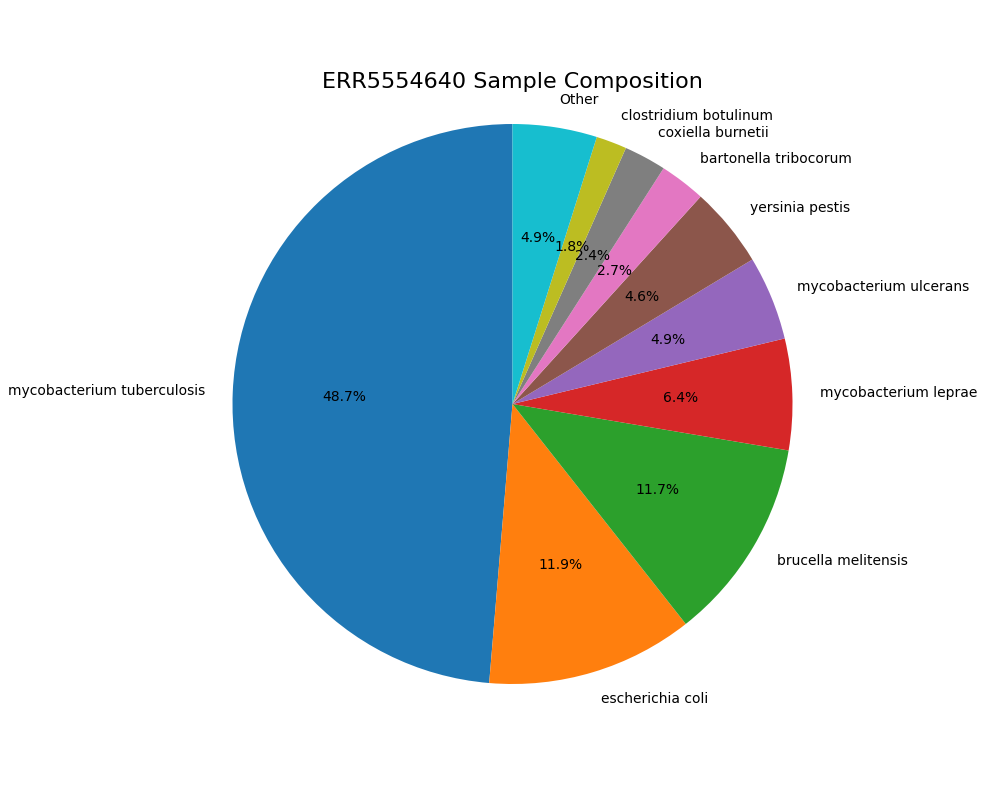 ERR5554640 Sample Composition
Other
clostridium botulinum
coxiella burnetii
bartonella tribocorum
yersinia pestis
mycobacterium ulcerans
mycobacterium leprae
brucella melitensis
escherichia coli
mycobacterium tuberculosis
4.9%
1.8%
2.4%
2.7%
4.6%
4.9%
6.4%
11.7%
11.9%
48.7%